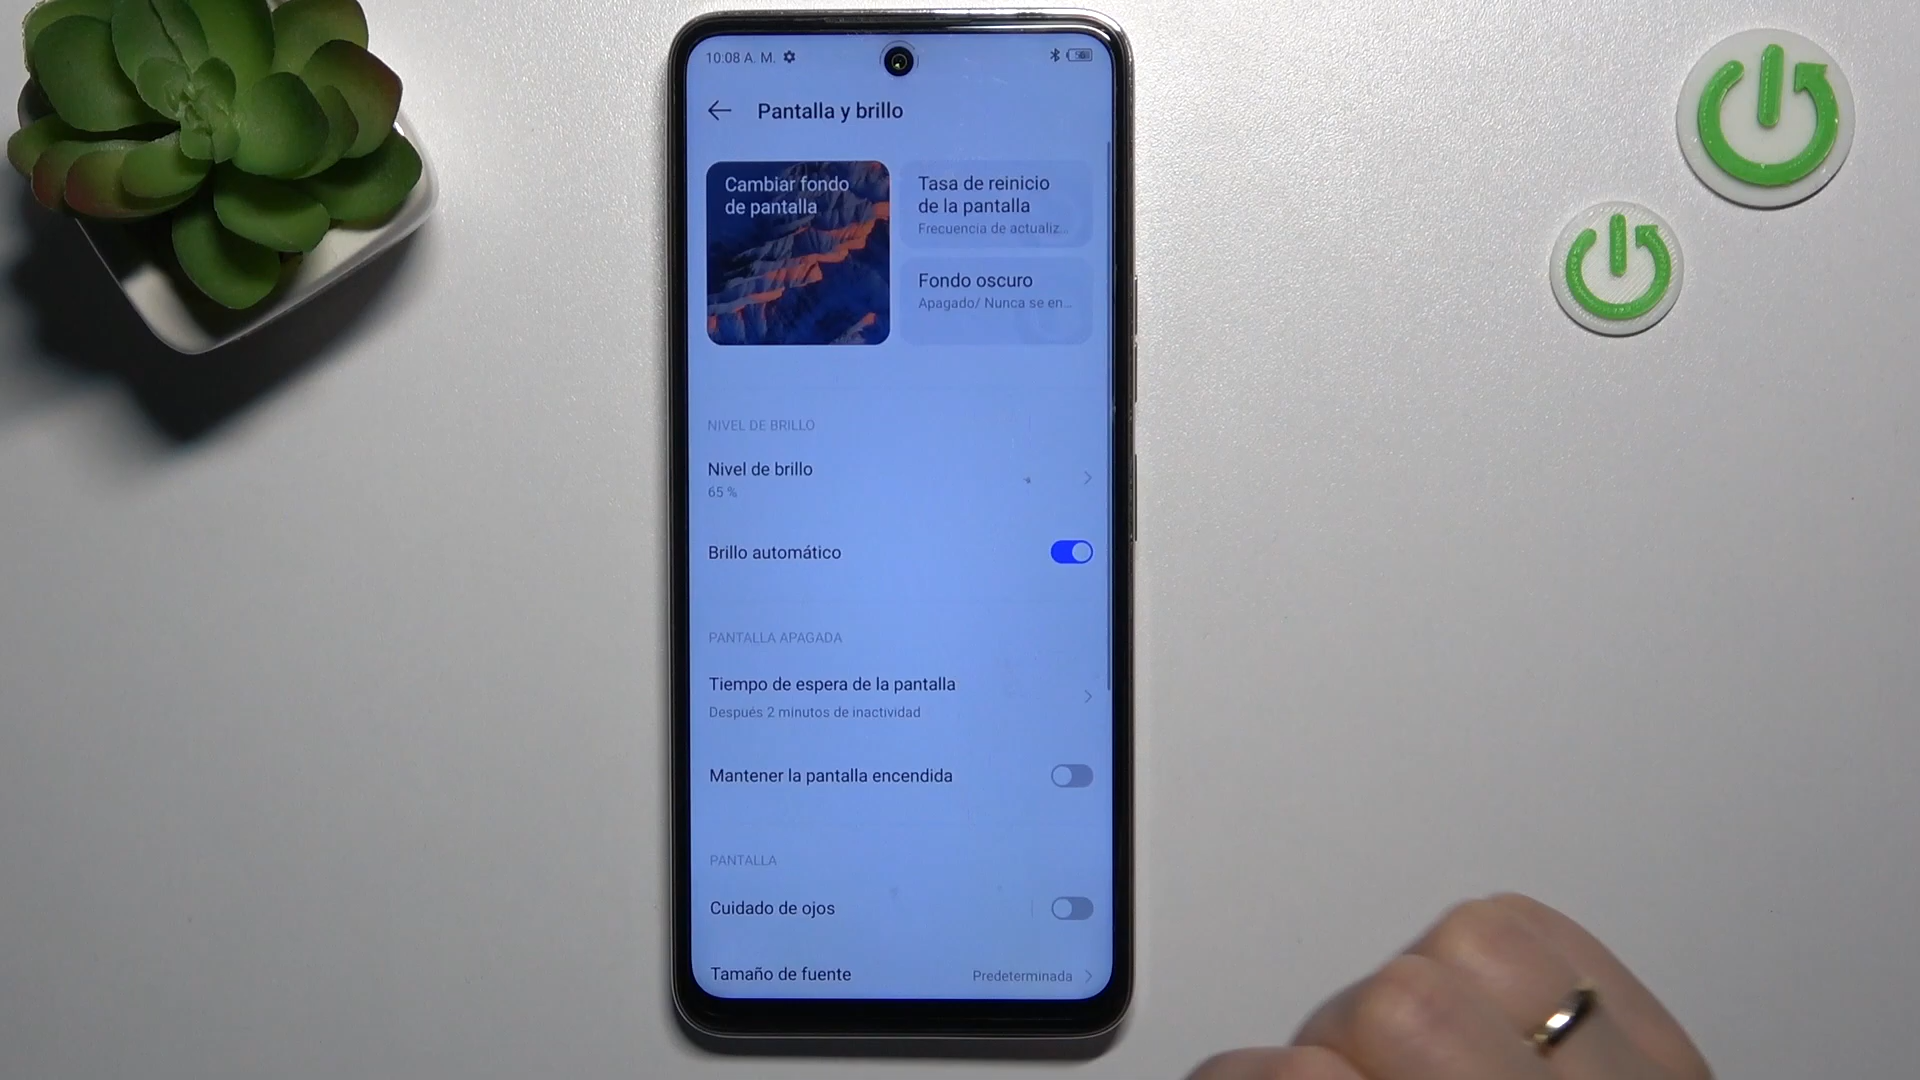 10:08 A. M.
Pantalla y brillo
Cambiar fondo
de pantalla
Tasa de reinicio
de la pantalla
Frecuencia de actualiz...
Fondo oscuro
Apagado/ Nunca se en...
NIVEL DE BRILLO
Nivel de brillo
65 %
Brillo automático
PANTALLA APAGADA
Tiempo de espera de la pantalla
Después 2 minutos de inactividad
Mantener la pantalla encendida
PANTALLA
Cuidado de ojos
Tamaño de fuente
Predeterminada